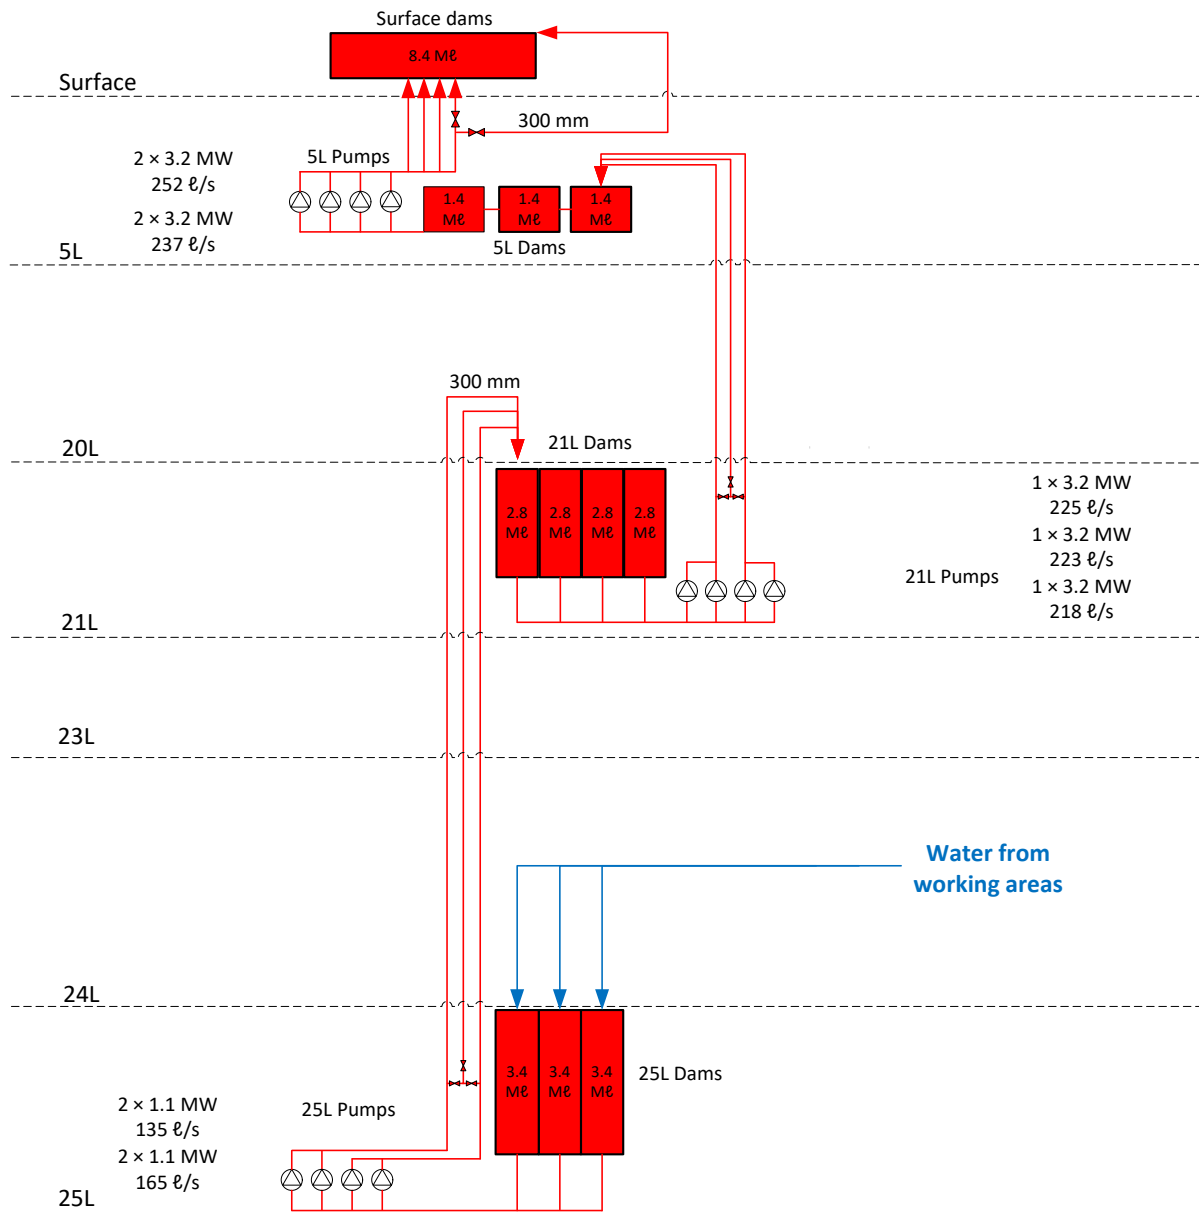 Surface dams
8.4 Mℓ
Surface
300 mm
2 × 3.2 MW
252 ℓ/s
2 × 3.2 MW
237 ℓ/s
5L Pumps
1.4
Mℓ
1.4
Mℓ
1.4
Mℓ
5L Dams
5L
300 mm
20L
21L Dams
2.8
Mℓ
2.8
Mℓ
2.8
Mℓ
2.8
Mℓ
21L Pumps
1 × 3.2 MW
225 ℓ/s
1 × 3.2 MW
223 ℓ/s
1 × 3.2 MW
218 ℓ/s
21L
23L
Water from
working areas
24L
3.4
Mℓ
3.4
Mℓ
3.4
Mℓ
25L Dams
25L Pumps
2 × 1.1 MW
135 ℓ/s
2 × 1.1 MW
165 ℓ/s
25L